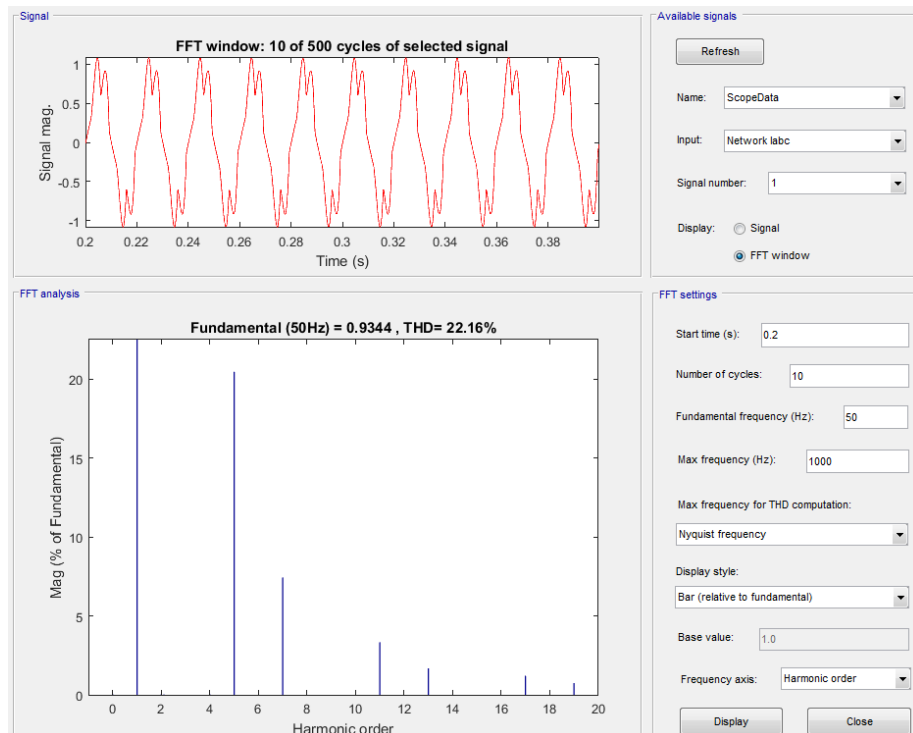 Signal
FFT window: 10 of 500 cycles of selected signal
Signal mag.
1
0.5
0
-0.5
-1
0.2 0.22 0.24 0.26 0.28 0.3 0.32 0.34 0.36 0.38
Time (s)
Available signals
Refresh
Name: ScopeData
Input: Network Iabc
Signal number: 1
Display: Signal
FFT window
FFT analysis
Fundamental (50Hz) = 0.9344 , THD= 22.16%
Mag (% of Fundamental)
20
15
10
5
0
0 2 4 6 8 10 12 14 16 18 20
Harmonic order
FFT settings
Start time (s): 0.2
Number of cycles: 10
Fundamental frequency (Hz): 50
Max frequency (Hz): 1000
Max frequency for THD computation:
Nyquist frequency
Display style:
Bar (relative to fundamental)
Base value: 1.0
Frequency axis: Harmonic order
Display Close